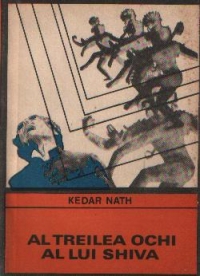 KEDAR NATH
AL TREILEA OCHI
AL LUI SHIVA